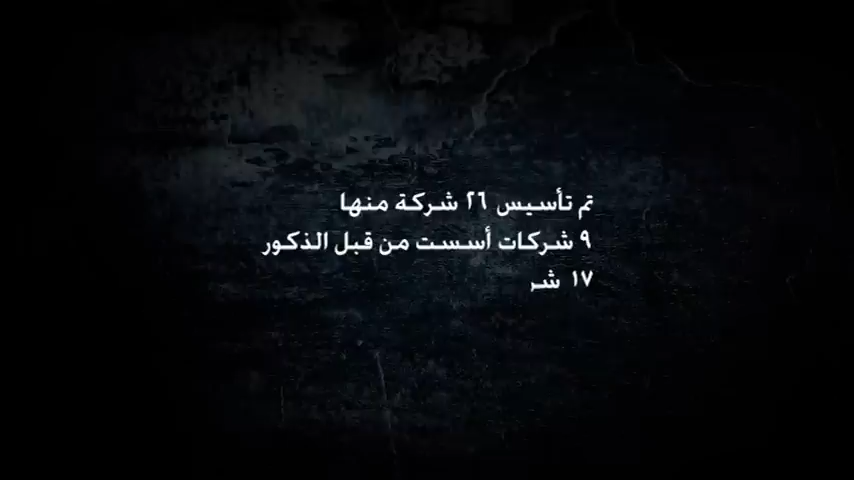 تم تأسيس ٢٦ شركة منها
٩ شركات أسست من قبل الذكور
١٧ شر